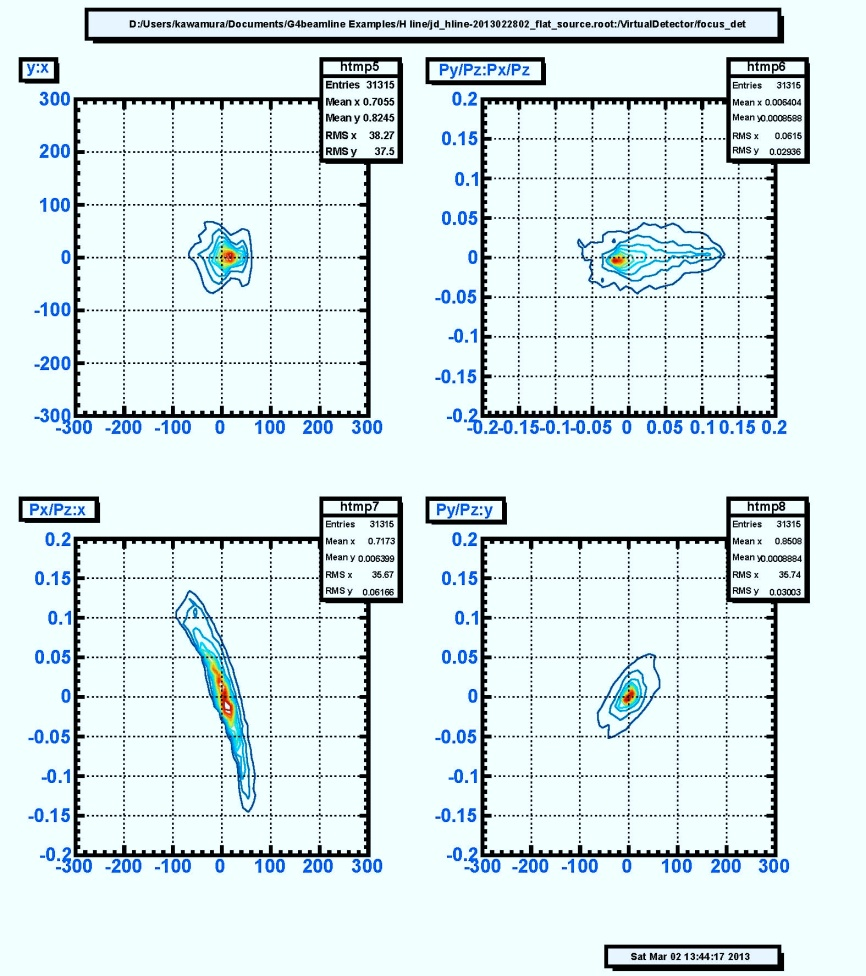 D:/Users/kawamura/Documents/G4beamline Examples/H line/jd_hline-2013022802_flat_source.root:/VirtualDetector/focus_det
y:x
htmp5
Entries 31315
Mean x 0.7055
Mean y 0.8245
RMS x 38.27
RMS y 37.5
300
200
100
0
-100
-200
-300
-300 -200 -100 0 100 200 300
Py/Pz:Px/Pz
htmp6
Entries 31315
Mean x 0.006404
Mean y0.0008588
RMS x 0.0615
RMS y 0.02936
0.2
0.15
0.1
0.05
0
-0.05
-0.1
-0.15
-0.2
-0.2-0.15-0.1-0.05 0 0.05 0.1 0.15 0.2
Px/Pz:x
htmp7
Entries 31315
Mean x 0.7173
Mean y 0.006399
RMS x 35.67
RMS y 0.06166
0.2
0.15
0.1
0.05
0
-0.05
-0.1
-0.15
-0.2
-300 -200 -100 0 100 200 300
Py/Pz:y
htmp8
Entries 31315
Mean x 0.8508
Mean y0.0008884
RMS x 35.74
RMS y 0.03003
0.2
0.15
0.1
0.05
0
-0.05
-0.1
-0.15
-0.2
-300 -200 -100 0 100 200 300
Sat Mar 02 13:44:17 2013